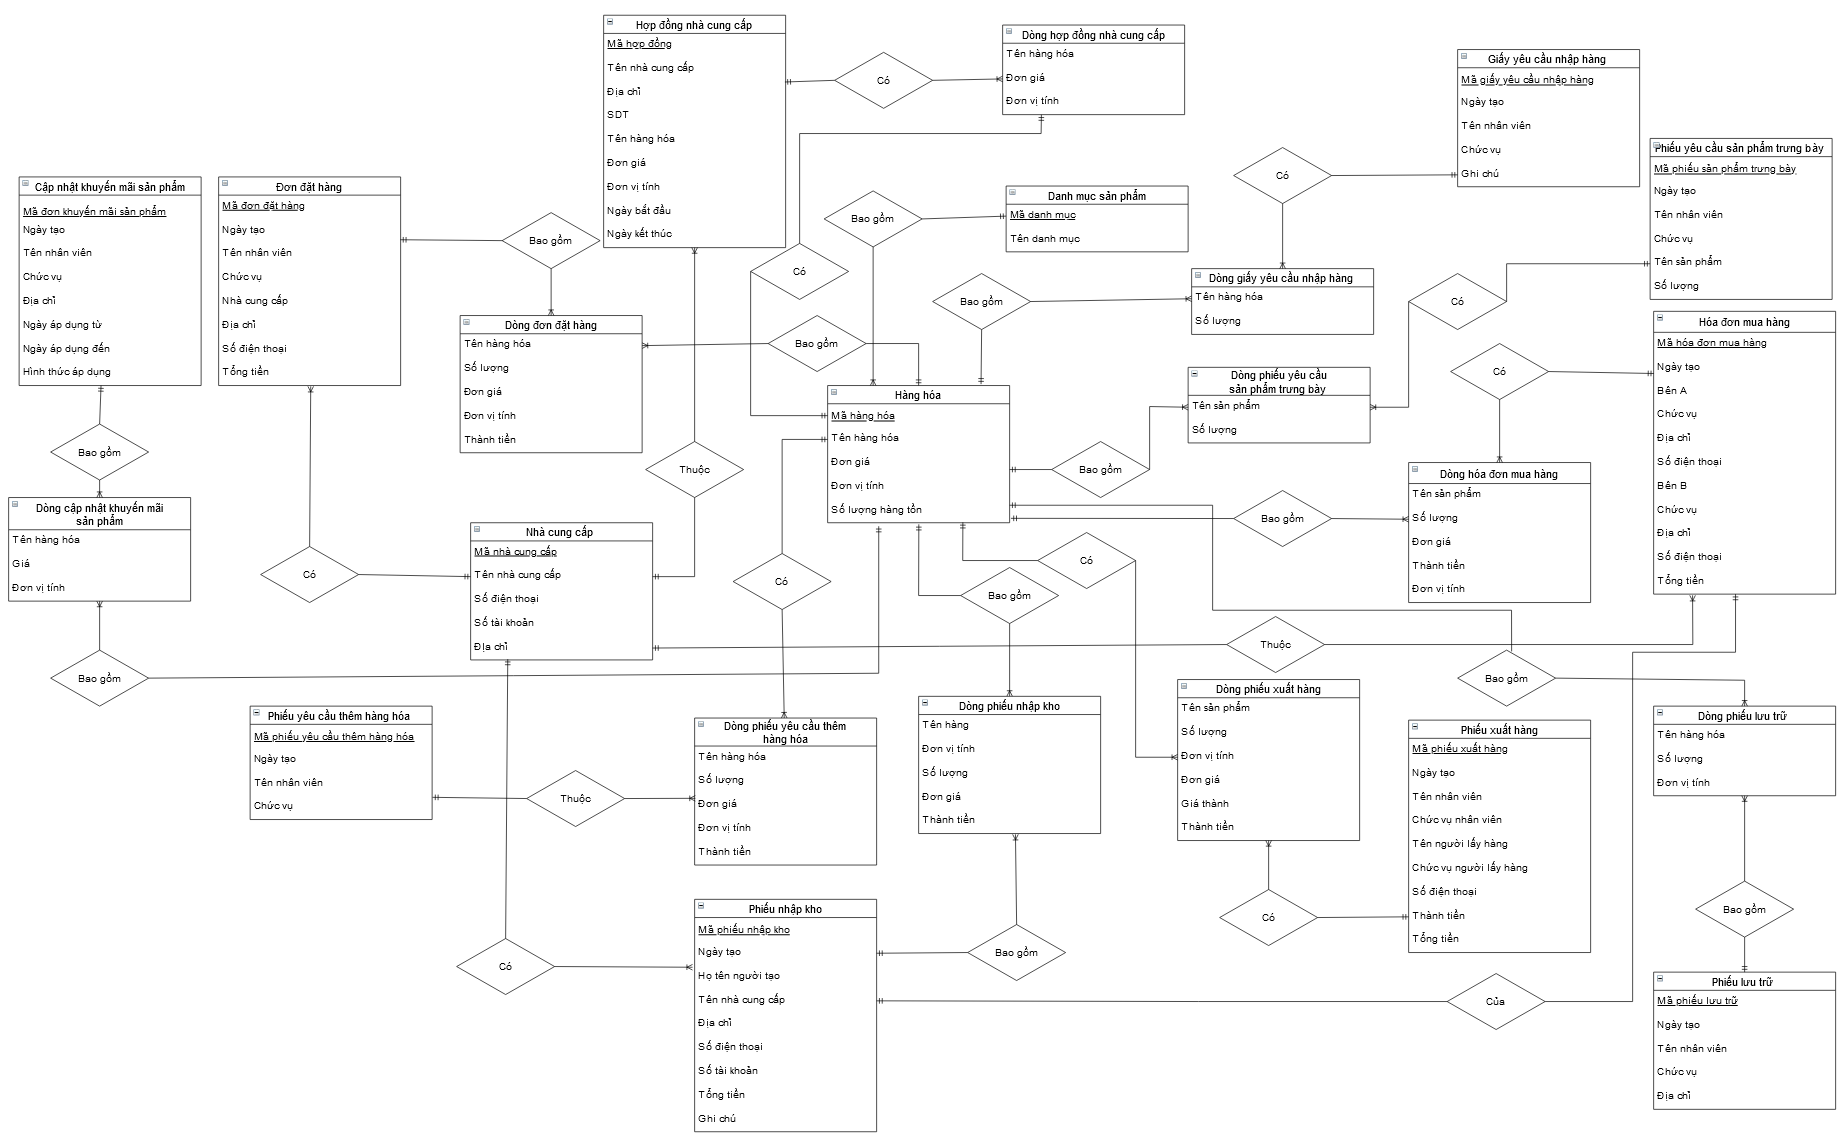 Hợp đồng nhà cung cấp
Mã hợp đồng
Tên nhà cung cấp
Địa chỉ
SDT
Tên hàng hóa
Đơn giá
Đơn vị tính
Ngày bắt đầu
Ngày kết thúc
Có
Dòng hợp đồng nhà cung cấp
Tên hàng hóa
Đơn giá
Đơn vị tính
Giấy yêu cầu nhập hàng
Mã giấy yêu cầu nhập hàng
Ngày tạo
Tên nhân viên
Chức vụ
Ghi chú
Có
Phiếu yêu cầu sản phẩm trưng bày
Mã phiếu sản phẩm trưng bày
Ngày tạo
Tên nhân viên
Chức vụ
Tên sản phẩm
Số lượng
Cập nhật khuyến mãi sản phẩm
Mã đơn khuyến mãi sản phẩm
Ngày tạo
Tên nhân viên
Chức vụ
Địa chỉ
Ngày áp dụng từ
Ngày áp dụng đến
Hình thức áp dụng
Đơn đặt hàng
Mã đơn đặt hàng
Ngày tạo
Tên nhân viên
Chức vụ
Nhà cung cấp
Địa chỉ
Số điện thoại
Tổng tiền
Bao gồm
Bao gồm
Danh mục sản phẩm
Mã danh mục
Tên danh mục
Có
Bao gồm
Dòng giấy yêu cầu nhập hàng
Tên hàng hóa
Số lượng
Có
Dòng đơn đặt hàng
Tên hàng hóa
Số lượng
Đơn giá
Đơn vị tính
Thành tiền
Bao gồm
Hóa đơn mua hàng
Mã hóa đơn mua hàng
Ngày tạo
Bên A
Chức vụ
Địa chỉ
Số điện thoại
Bên B
Chức vụ
Địa chỉ
Số điện thoại
Tổng tiền
Có
Dòng phiếu yêu cầu
sản phẩm trưng bày
Tên sản phẩm
Số lượng
Hàng hóa
Mã hàng hóa
Tên hàng hóa
Đơn giá
Đơn vị tính
Số lượng hàng tồn
Bao gồm
Thuộc
Bao gồm
Dòng hóa đơn mua hàng
Tên sản phẩm
Số lượng
Đơn giá
Thành tiền
Đơn vị tính
Bao gồm
Dòng cập nhật khuyến mãi
sản phẩm
Tên hàng hóa
Giá
Đơn vị tính
Có
Nhà cung cấp
Mã nhà cung cấp
Tên nhà cung cấp
Số điện thoại
Số tài khoản
Địa chỉ
Có
Có
Bao gồm
Thuộc
Bao gồm
Bao gồm
Phiếu yêu cầu thêm hàng hóa
Mã phiếu yêu cầu thêm hàng hóa
Ngày tạo
Tên nhân viên
Chức vụ
Thuộc
Dòng phiếu yêu cầu thêm
hàng hóa
Tên hàng hóa
Số lượng
Đơn giá
Đơn vị tính
Thành tiền
Dòng phiếu nhập kho
Tên hàng
Đơn vị tính
Số lượng
Đơn giá
Thành tiền
Dòng phiếu xuất hàng
Tên sản phẩm
Số lượng
Đơn vị tính
Đơn giá
Giá thành
Thành tiền
Phiếu xuất hàng
Mã phiếu xuất hàng
Ngày tạo
Tên nhân viên
Chức vụ nhân viên
Tên người lấy hàng
Chức vụ người lấy hàng
Số điện thoại
Thành tiền
Tổng tiền
Dòng phiếu lưu trữ
Tên hàng hóa
Số lượng
Đơn vị tính
Có
Bao gồm
Phiếu nhập kho
Mã phiếu nhập kho
Ngày tạo
Họ tên người tạo
Tên nhà cung cấp
Địa chỉ
Số điện thoại
Số tài khoản
Tổng tiền
Ghi chú
Có
Bao gồm
Của
Phiếu lưu trữ
Mã phiếu lưu trữ
Ngày tạo
Tên nhân viên
Chức vụ
Địa chỉ